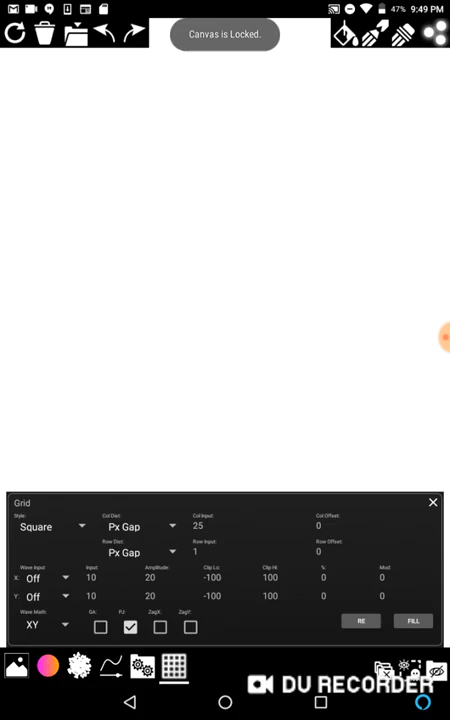 47% 9:49 PM
Canvas is Locked.
Grid
Style: Col Dist: Col Input: Col Offset:
Square Px Gap 25 0
Row Dist: Row Input: Row Offset:
Px Gap 1 0
Wave Input Input: Amplitude: Clip Lo: Clip Hi: %: Mod:
X: Off 10 20 -100 100 0 0
Y: Off 10 20 -100 100 0 0
Wave Math: GA: PJ: ZagX: ZagY:
XY RE FILL
DU RECORDER